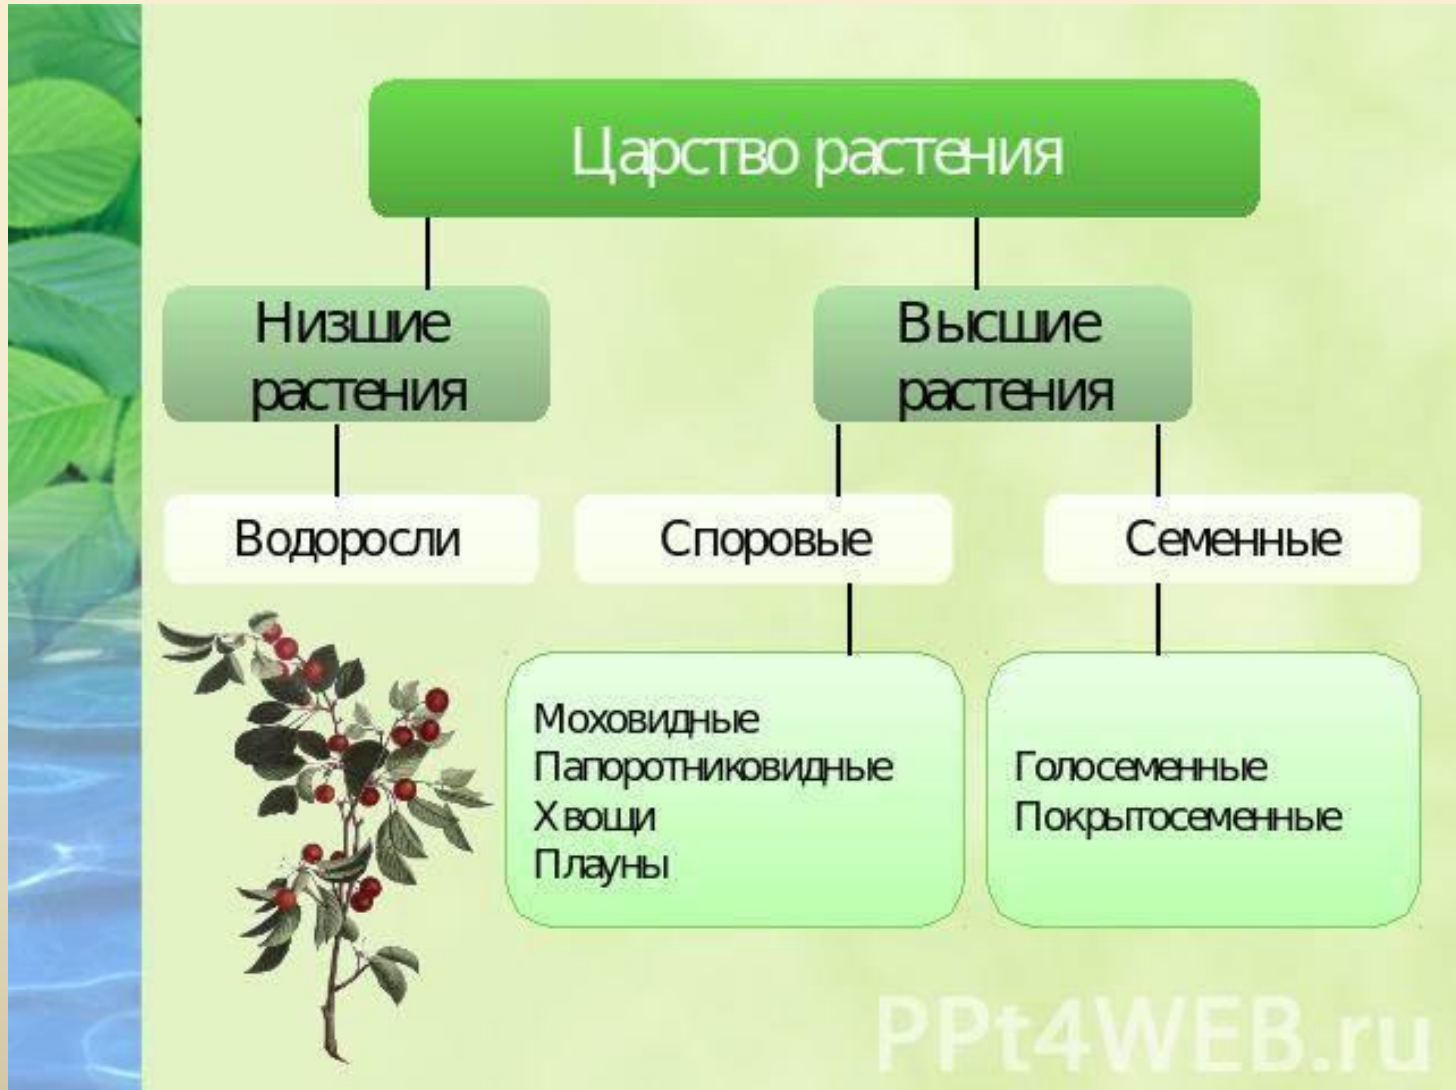 Царство растения
Низшие
растения
Высшие
растения
Водоросли
Споровые
Семенные
Моховидные
Папоротниковидные
Хвощи
Плауны
Голосеменные
Покрытосеменные
PPt4WEB.ru